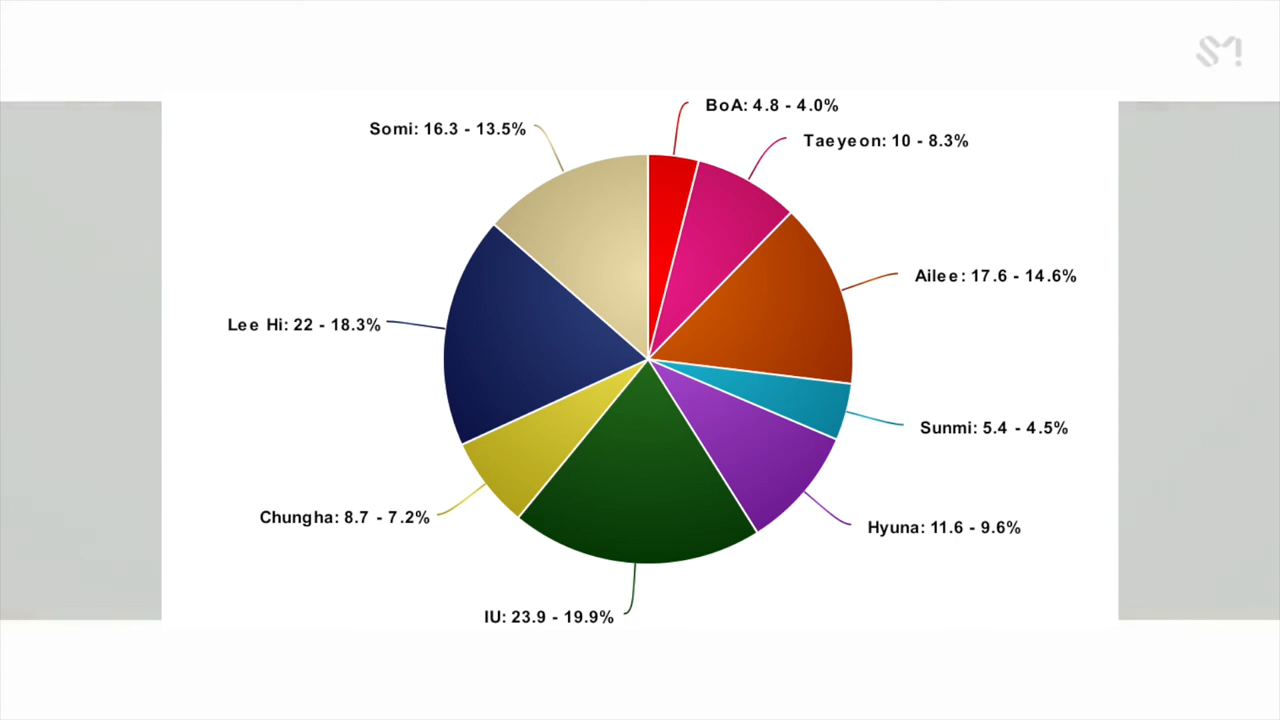 SM!
BoA: 4.8 - 4.0%
Somi: 16.3 - 13.5%
Taeyeon: 10 - 8.3%
Ailee: 17.6 - 14.6%
Lee Hi: 22 - 18.3%
Sunmi: 5.4 - 4.5%
Chungha: 8.7 - 7.2%
Hyuna: 11.6 - 9.6%
IU: 23.9 - 19.9%